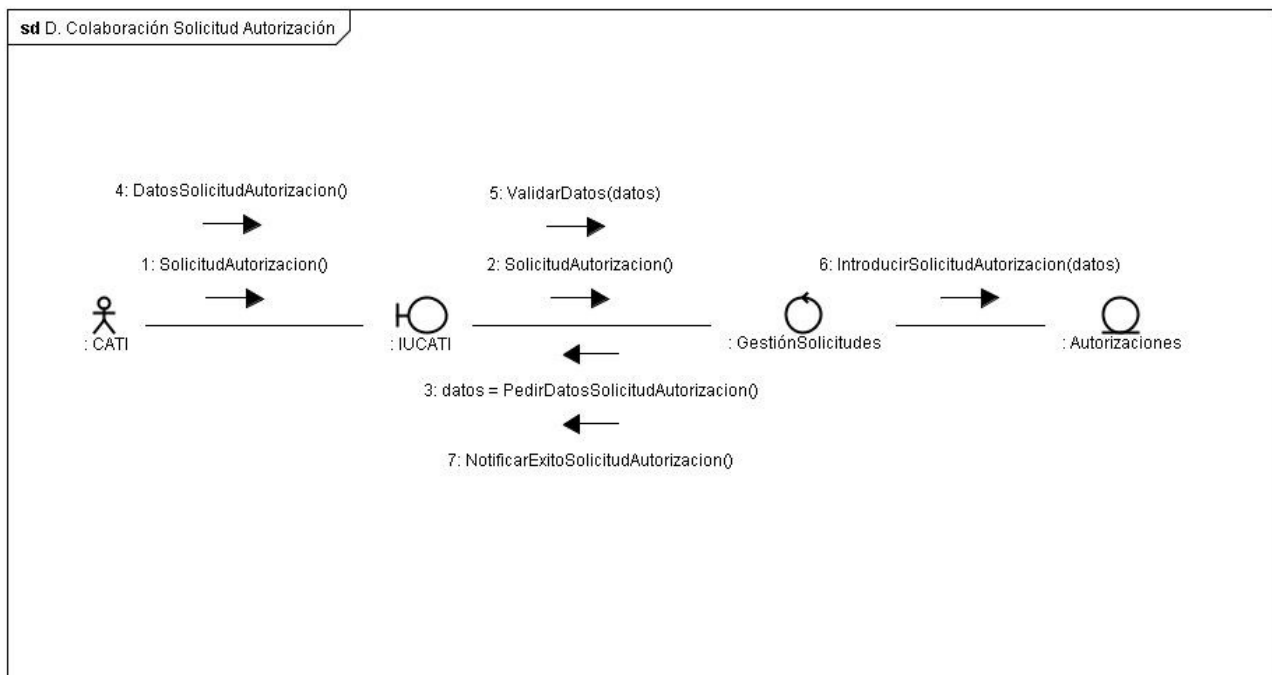 sd D. Colaboración Solicitud Autorización
4: DatosSolicitudAutorizacion()
5: ValidarDatos(datos)
1: SolicitudAutorizacion()
2: SolicitudAutorizacion()
6: IntroducirSolicitudAutorizacion(datos)
: CATI
: IUCATI
: GestiónSolicitudes
: Autorizaciones
3: datos = PedirDatosSolicitudAutorizacion()
7: NotificarExitoSolicitudAutorizacion()